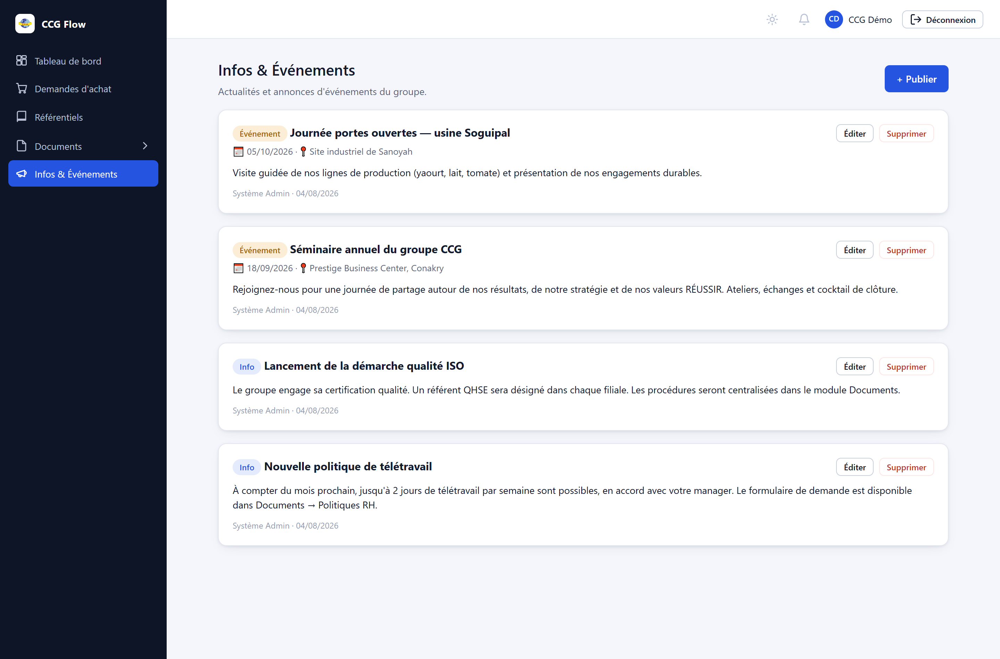 CCG Flow
Tableau de bord
Demandes d'achat
Référentiels
Documents
Infos & Événements
CD CCG Démo Déconnexion
Infos & Événements
Actualités et annonces d'événements du groupe.
+ Publier
Événement Journée portes ouvertes — usine Soguipal Éditer Supprimer
05/10/2026 · Site industriel de Sanoyah
Visite guidée de nos lignes de production (yaourt, lait, tomate) et présentation de nos engagements durables.
Système Admin · 04/08/2026
Événement Séminaire annuel du groupe CCG Éditer Supprimer
18/09/2026 · Prestige Business Center, Conakry
Rejoignez-nous pour une journée de partage autour de nos résultats, de notre stratégie et de nos valeurs RÉUSSIR. Ateliers, échanges et cocktail de clôture.
Système Admin · 04/08/2026
Info Lancement de la démarche qualité ISO Éditer Supprimer
Le groupe engage sa certification qualité. Un référent QHSE sera désigné dans chaque filiale. Les procédures seront centralisées dans le module Documents.
Système Admin · 04/08/2026
Info Nouvelle politique de télétravail Éditer Supprimer
À compter du mois prochain, jusqu'à 2 jours de télétravail par semaine sont possibles, en accord avec votre manager. Le formulaire de demande est disponible
dans Documents → Politiques RH.
Système Admin · 04/08/2026